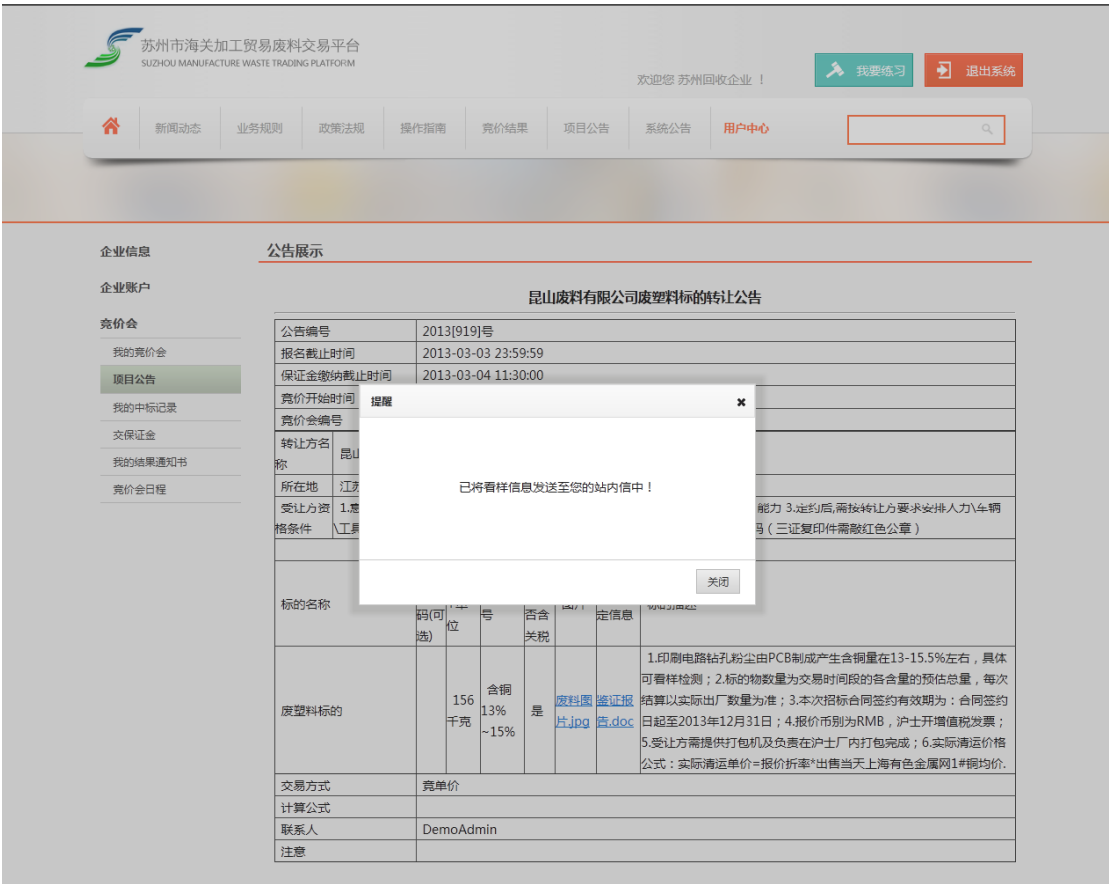 苏州市海关加工贸易废料交易平台
SUZHOU MANUFACTURE WASTE TRADING PLATFORM
欢迎您 苏州回收企业 ！
我要练习
退出系统
新闻动态 业务规则 政策法规 操作指南 竞价结果 项目公告 系统公告 用户中心
企业信息
企业账户
竞价会
我的竞价会
项目公告
我的中标记录
交保证金
我的结果通知书
竞价会日程
公告展示
昆山废料有限公司废塑料标的转让公告
公告编号 2013[919]号
报名截止时间 2013-03-03 23:59:59
保证金缴纳截止时间 2013-03-04 11:30:00
竞价开始时间
竞价会编号
转让方名
称
昆山
所在地 江苏
受让方资
格条件
1.意
\工具
能力 3.定约后,需按转让方要求安排人力\车辆
码（三证复印件需敲红色公章）
提醒
已将看样信息发送至您的站内信中！
关闭
标的名称
码(可
选)
位
号
否含
关税
图片
定信息
标的描述
废塑料标的
156
千克
含铜
13%
~15%
是
废料图
片.jpg
鉴证报
告.doc
1.印刷电路钻孔粉尘由PCB制成产生含铜量在13-15.5%左右，具体
可看样检测；2.标的物数量为交易时间段的各含量的预估总量，每次
结算以实际出厂数量为准；3.本次招标合同签约有效期为：合同签约
日起至2013年12月31日；4.报价币别为RMB，沪士开增值税发票；
5.受让方需提供打包机及负责在沪士厂内打包完成；6.实际清运价格
公式：实际清运单价=报价折率*出售当天上海有色金属网1#铜均价.
交易方式 竞单价
计算公式
联系人 DemoAdmin
注意